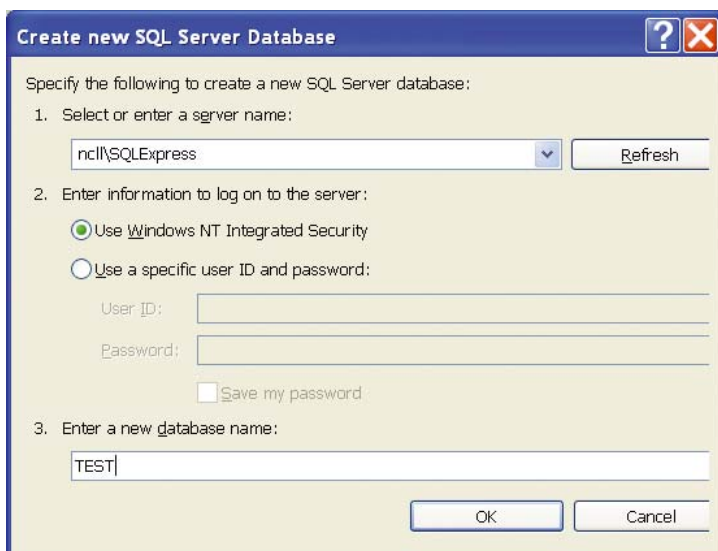 Create new SQL Server Database
Specify the following to create a new SQL Server database:
1. Select or enter a server name:
ncll\SQLExpress
Refresh
2. Enter information to log on to the server:
Use Windows NT Integrated Security
Use a specific user ID and password:
User ID:
Password:
Save my password
3. Enter a new database name:
TEST
OK
Cancel